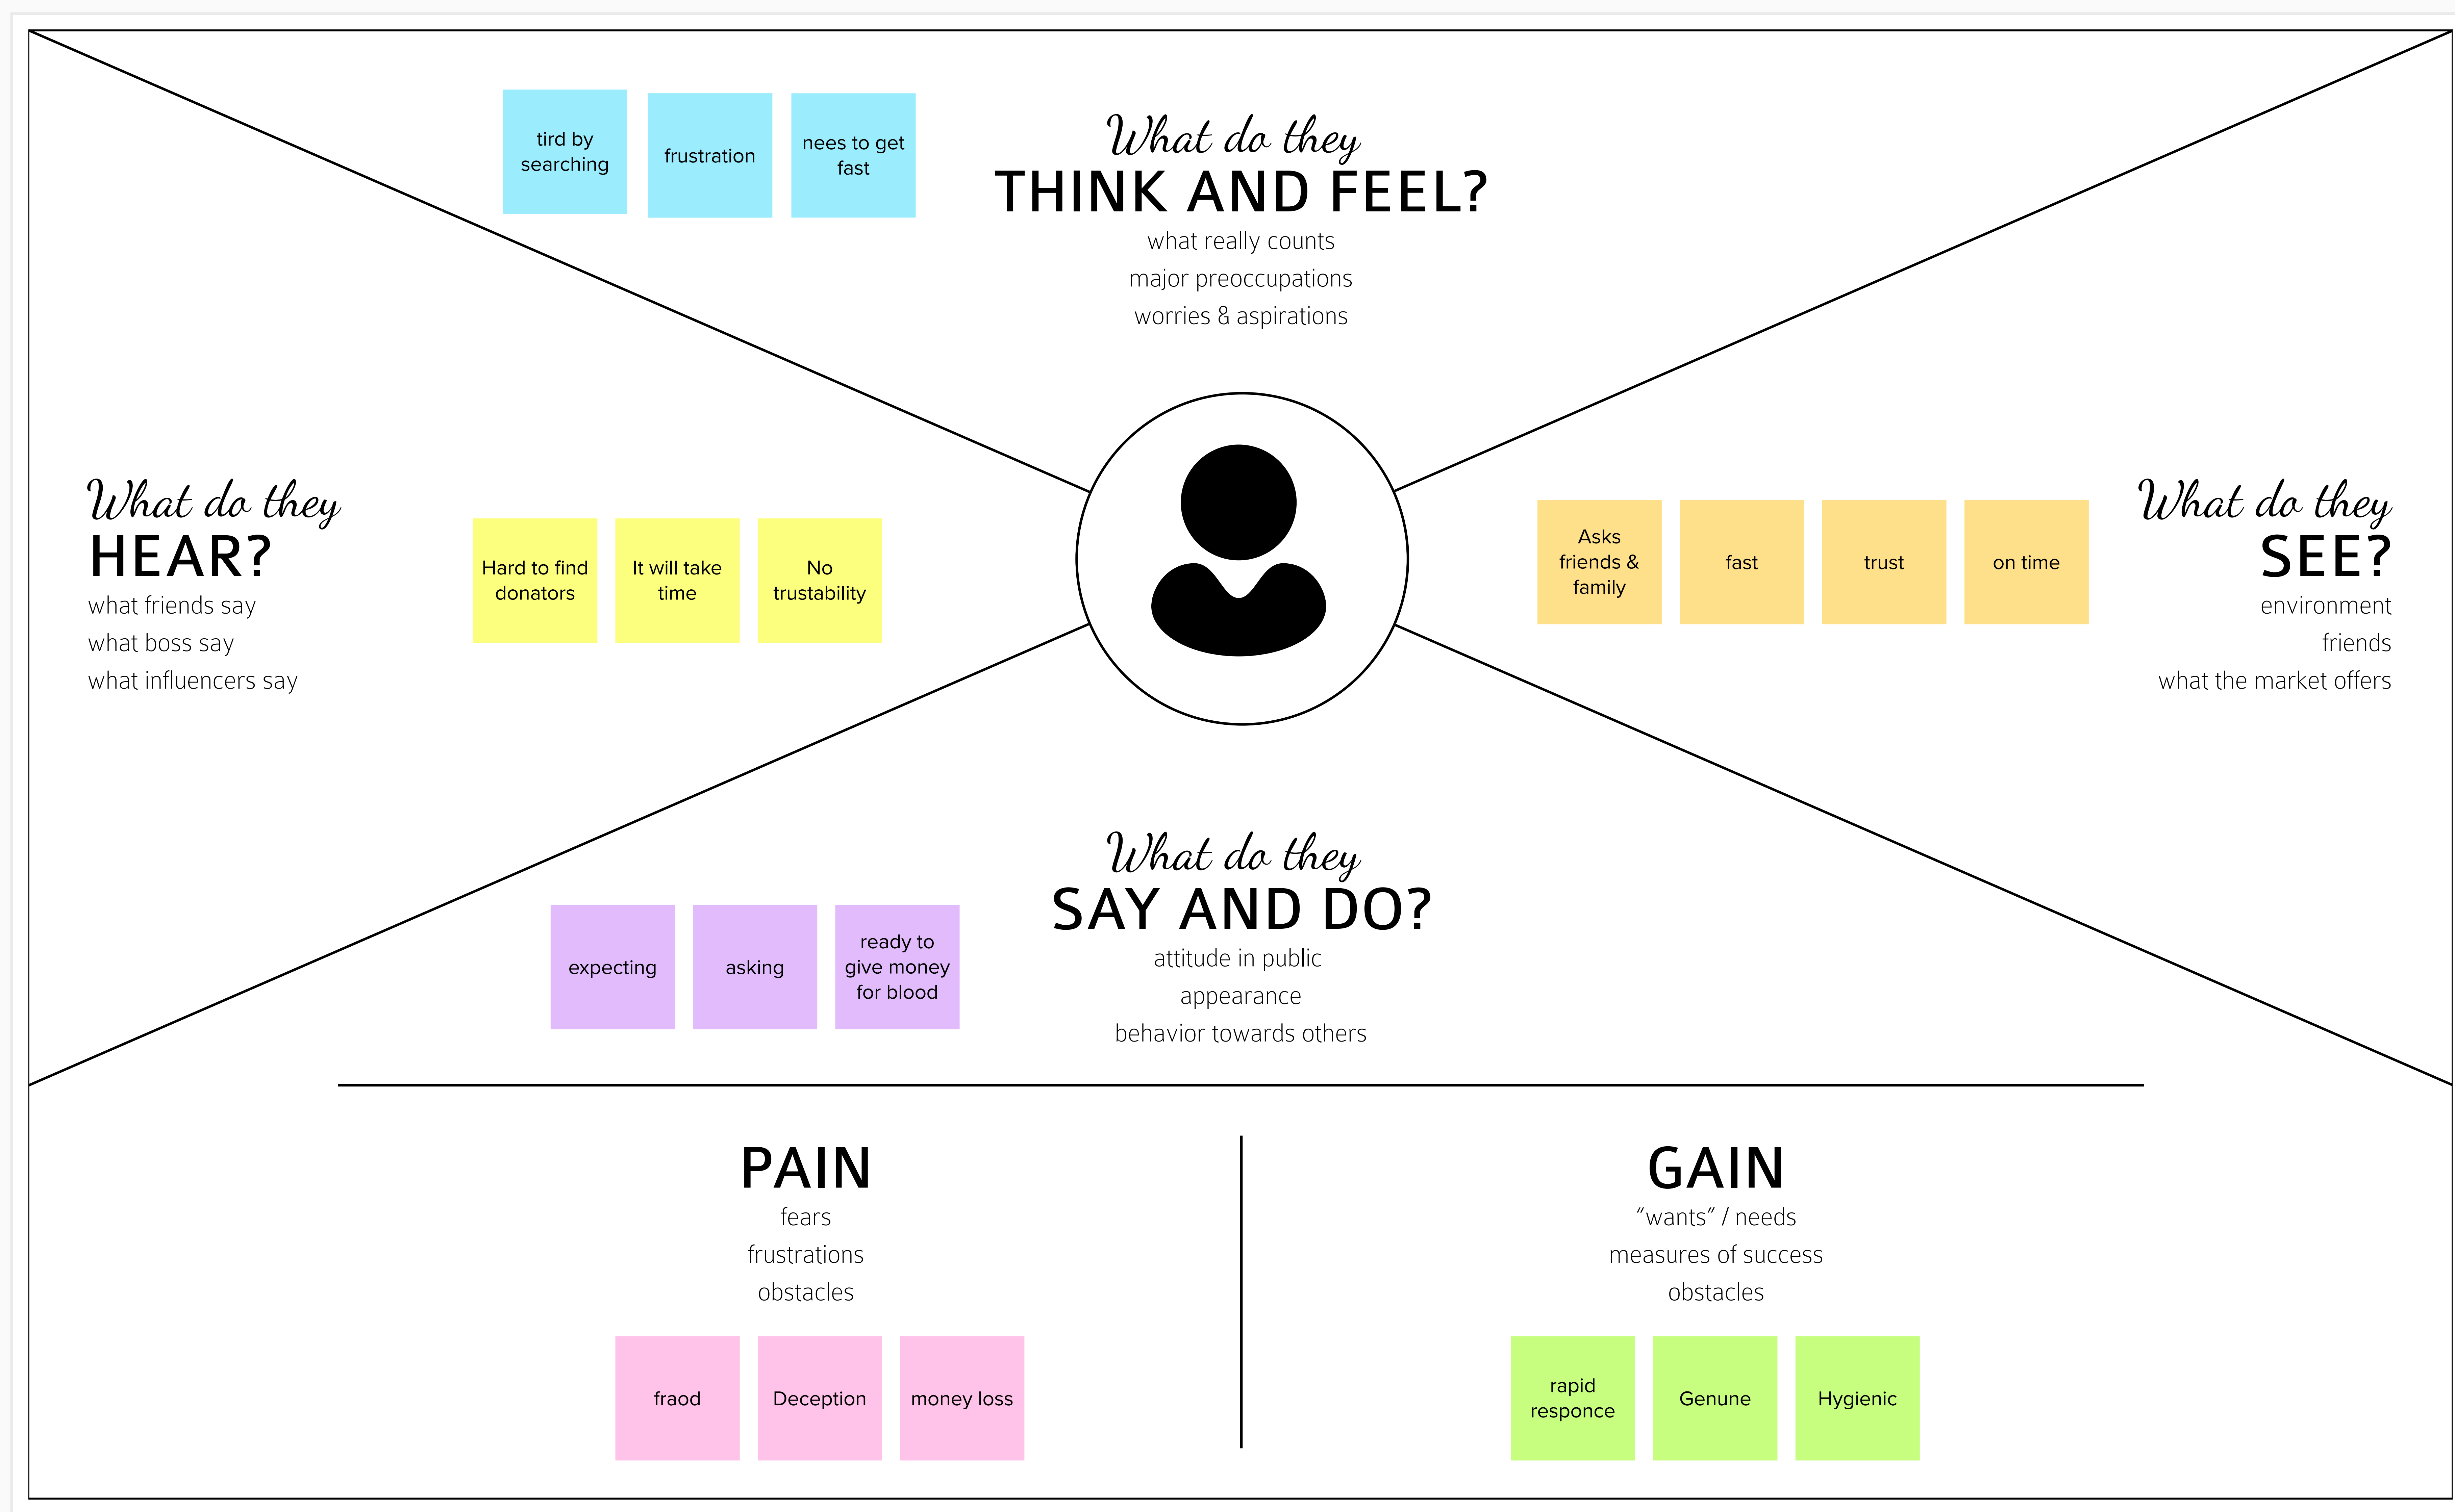 tird by
searching
frustration
nees to get
fast
What do they
THINK AND FEEL?
what really counts
major preoccupations
worries & aspirations
What do they
HEAR?
what friends say
what boss say
what influencers say
Hard to find
donators
It will take
time
No
trustability
Asks
friends &
family
fast
trust
on time
What do they
SEE?
environment
friends
what the market offers
What do they
SAY AND DO?
attitude in public
appearance
behavior towards others
expecting
asking
ready to
give money
for blood
PAIN
fears
frustrations
obstacles
fraod
Deception
money loss
GAIN
“wants” / needs
measures of success
obstacles
rapid
responce
Genune
Hygienic